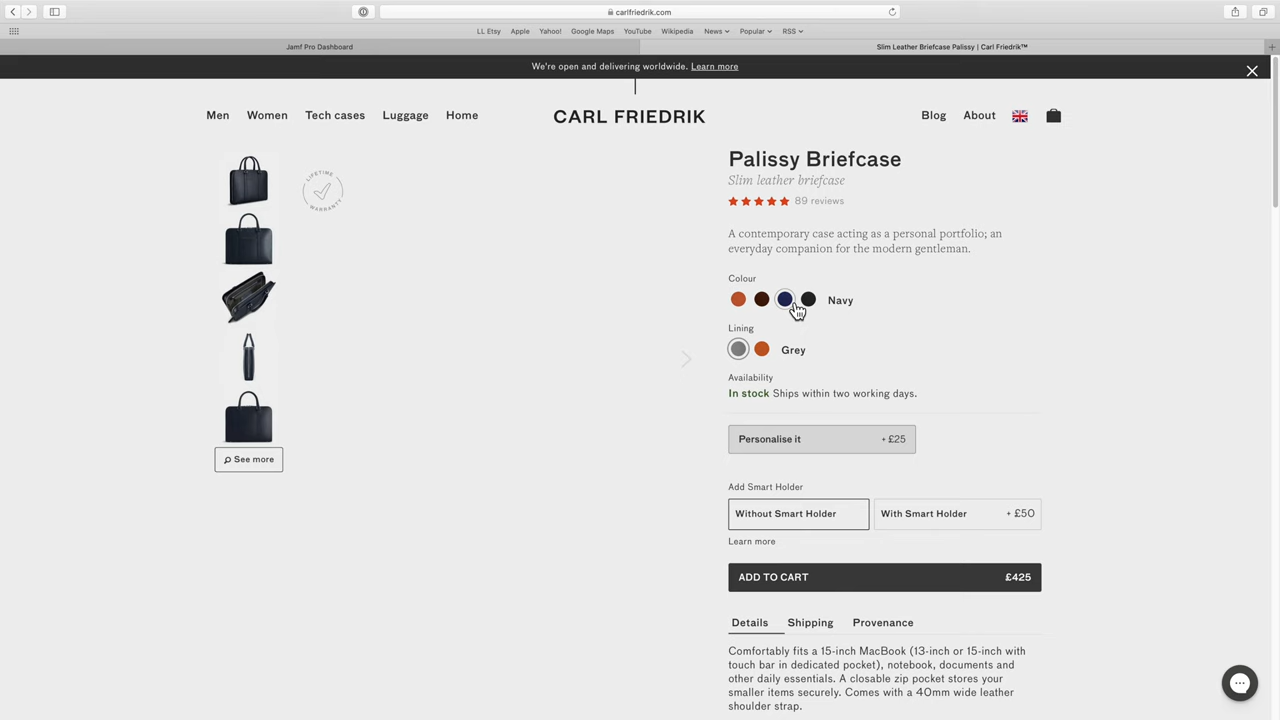 carlfriedrik.com
LL Etsy Apple Yahoo! Google Maps YouTube Wikipedia News Popular RSS
Jamf Pro Dashboard
Slim Leather Briefcase Palissy | Carl Friedrik™
We're open and delivering worldwide. Learn more
Men Women Tech cases Luggage Home
CARL FRIEDRIK
Blog About
LIFETIME
WARRANTY
See more
Palissy Briefcase
Slim leather briefcase
89 reviews
A contemporary case acting as a personal portfolio; an
everyday companion for the modern gentleman.
Colour
Navy
Lining
Grey
Availability
In stock Ships within two working days.
Personalise it + £25
Add Smart Holder
Without Smart Holder
With Smart Holder + £50
Learn more
ADD TO CART £425
Details Shipping Provenance
Comfortably fits a 15-inch MacBook (13-inch or 15-inch with
touch bar in dedicated pocket), notebook, documents and
other daily essentials. A closable zip pocket stores your
smaller items securely. Comes with a 40mm wide leather
shoulder strap.